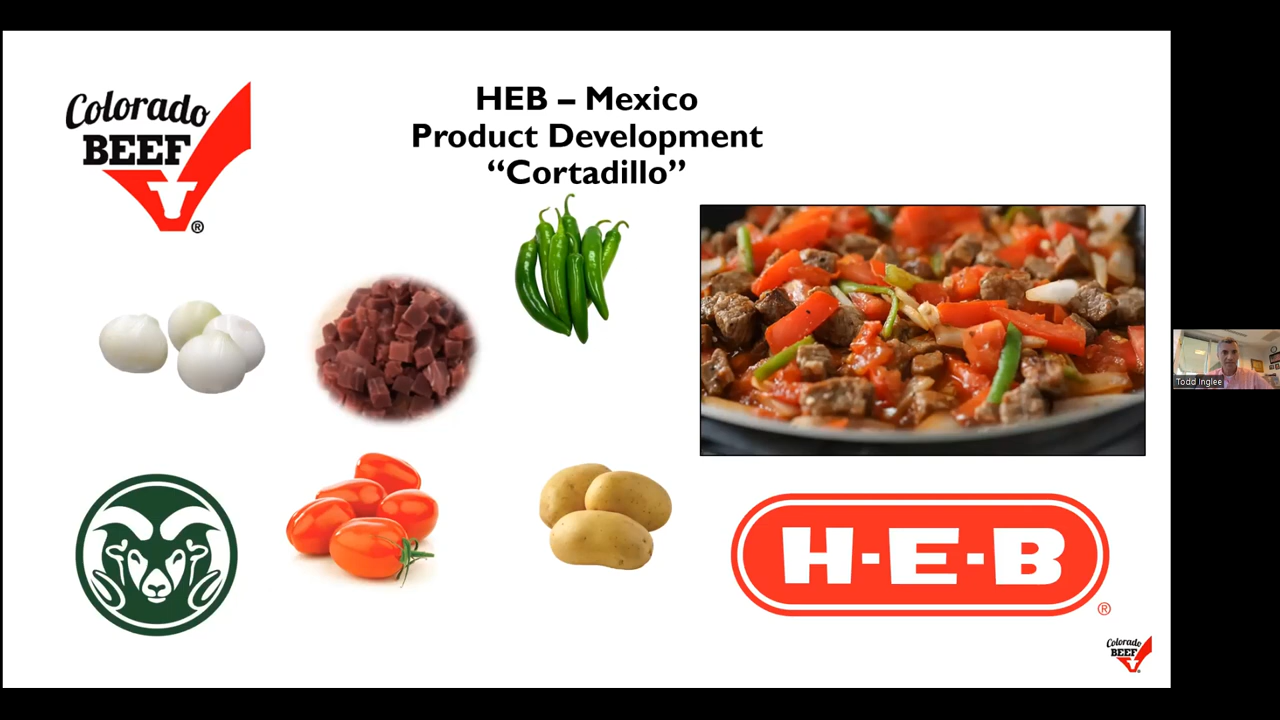 Colorado
BEEF
®
HEB – Mexico
Product Development
“Cortadillo”
Todd Inglee
H-E-B
®
Colorado
BEEF